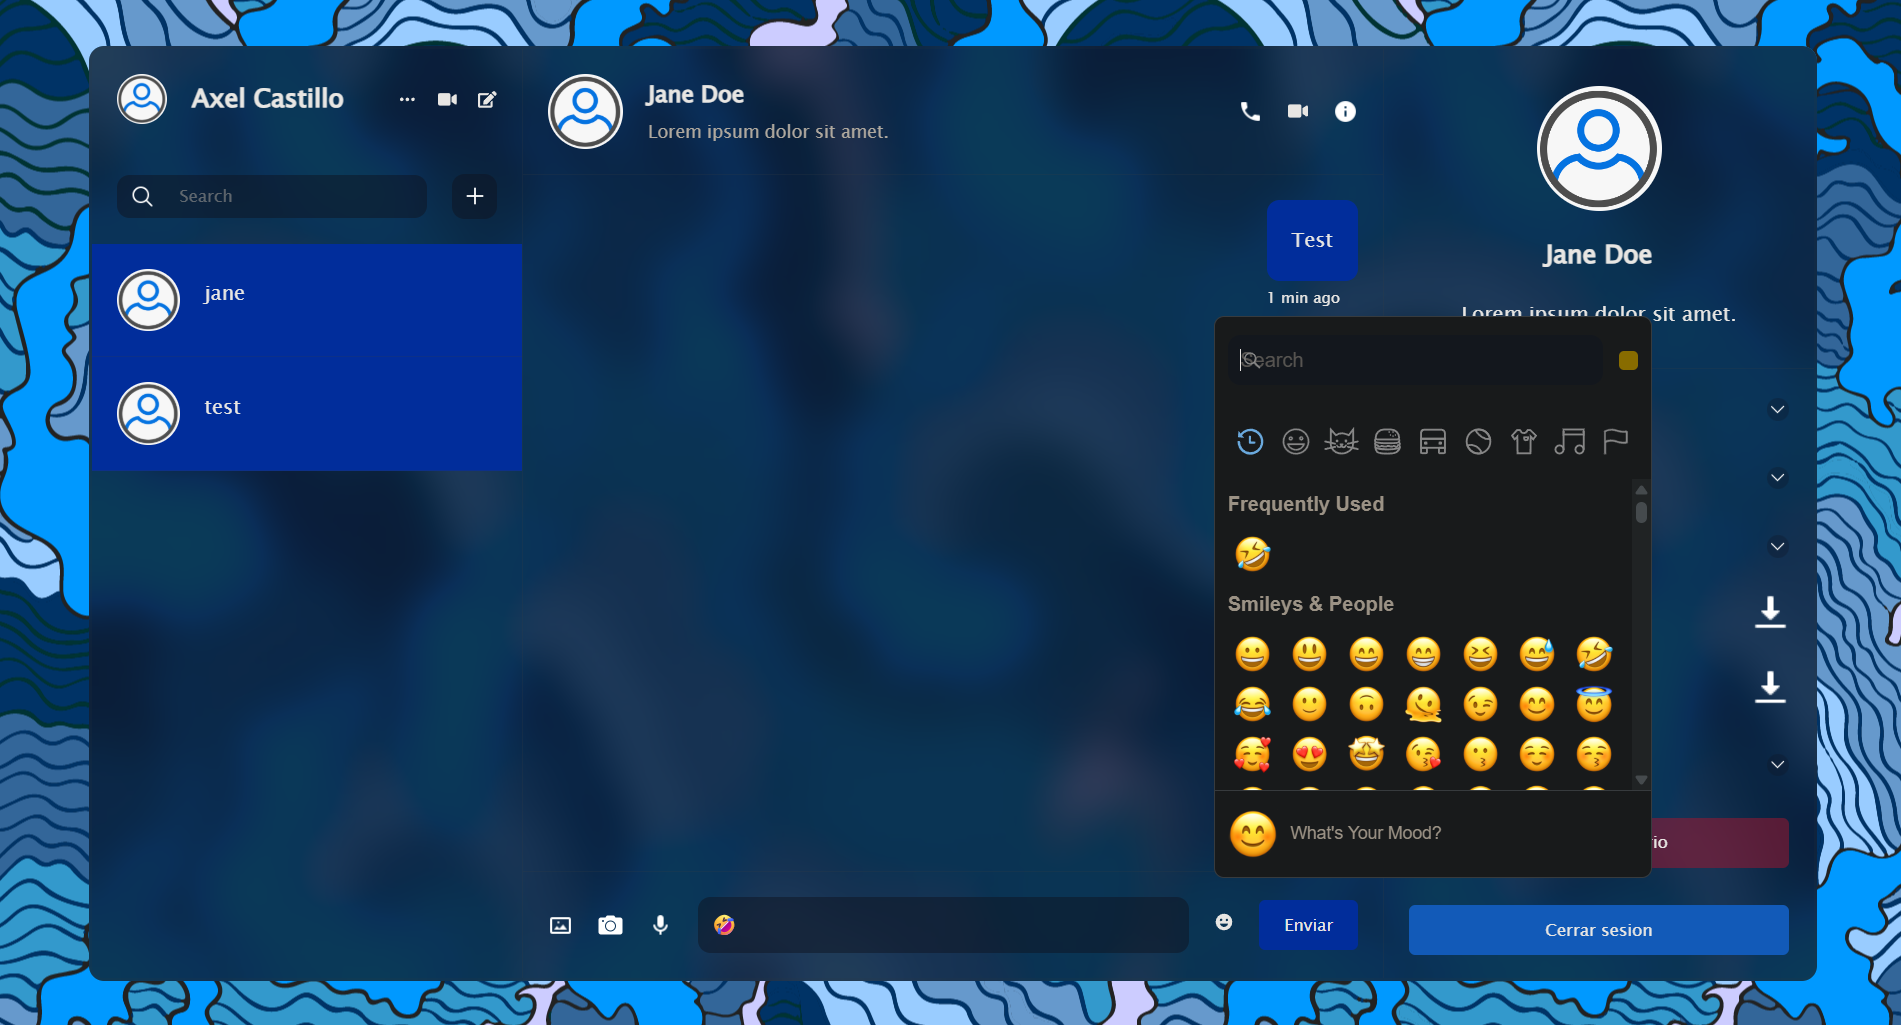 Axel Castillo
Search
jane
test
Jane Doe
Lorem ipsum dolor sit amet.
Test
1 min ago
Enviar
Jane Doe
Lorem ipsum dolor sit amet.
Search
Frequently Used
Smileys & People
What's Your Mood?
Cerrar sesion